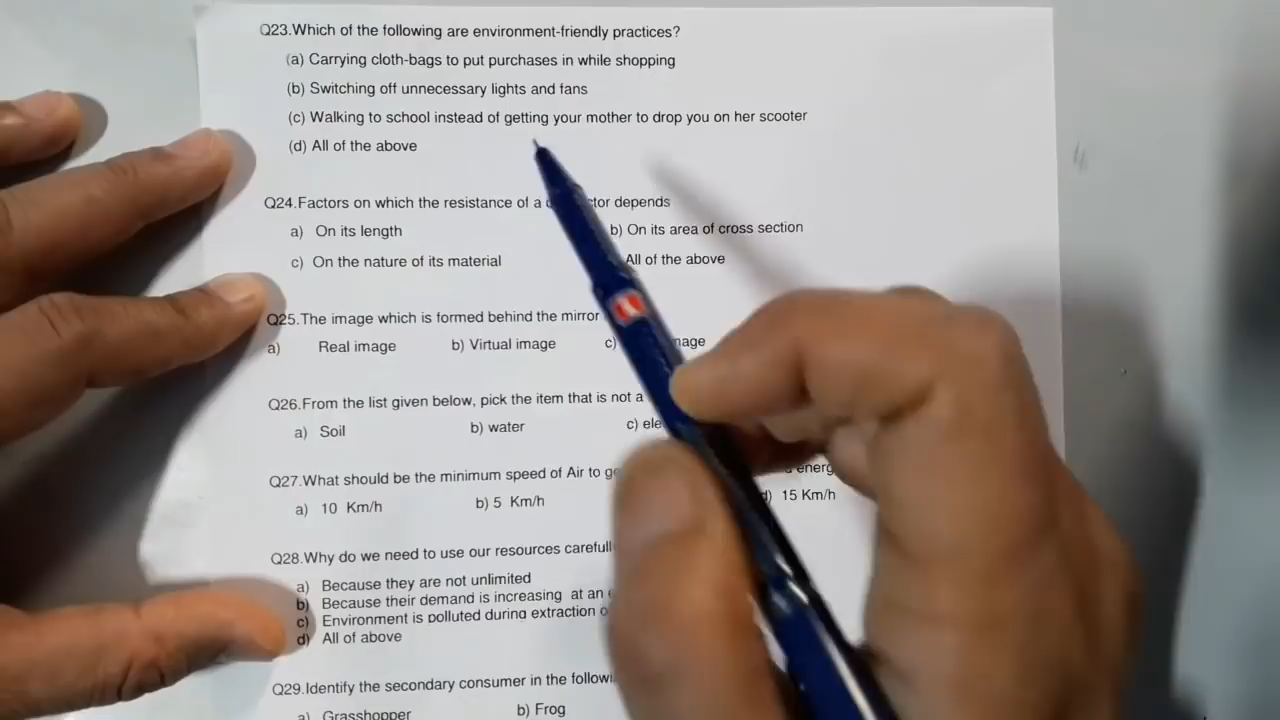 Q23.Which of the following are environment-friendly practices?
(a) Carrying cloth-bags to put purchases in while shopping
(b) Switching off unnecessary lights and fans
(c) Walking to school instead of getting your mother to drop you on her scooter
(d) All of the above
Q24.Factors on which the resistance of a depends
a) On its length b) On its area of cross section
c) On the nature of its material All of the above
Q25.The image which is formed behind the mirror
a) Real image b) Virtual image c)
Q26.From the list given below, pick the item that is not a
a) Soil b) water c)
Q27.What should be the minimum speed of Air to
a) 10 Km/h b) 5 Km/h d) 15 Km/h
Q28.Why do we need to use our resources
a) Because they are not unlimited
b) Because their demand is increasing at an
c) Environment is polluted during extraction
d) All of above
Q29.Identify the secondary consumer in the
a) Grasshopper b) Frog